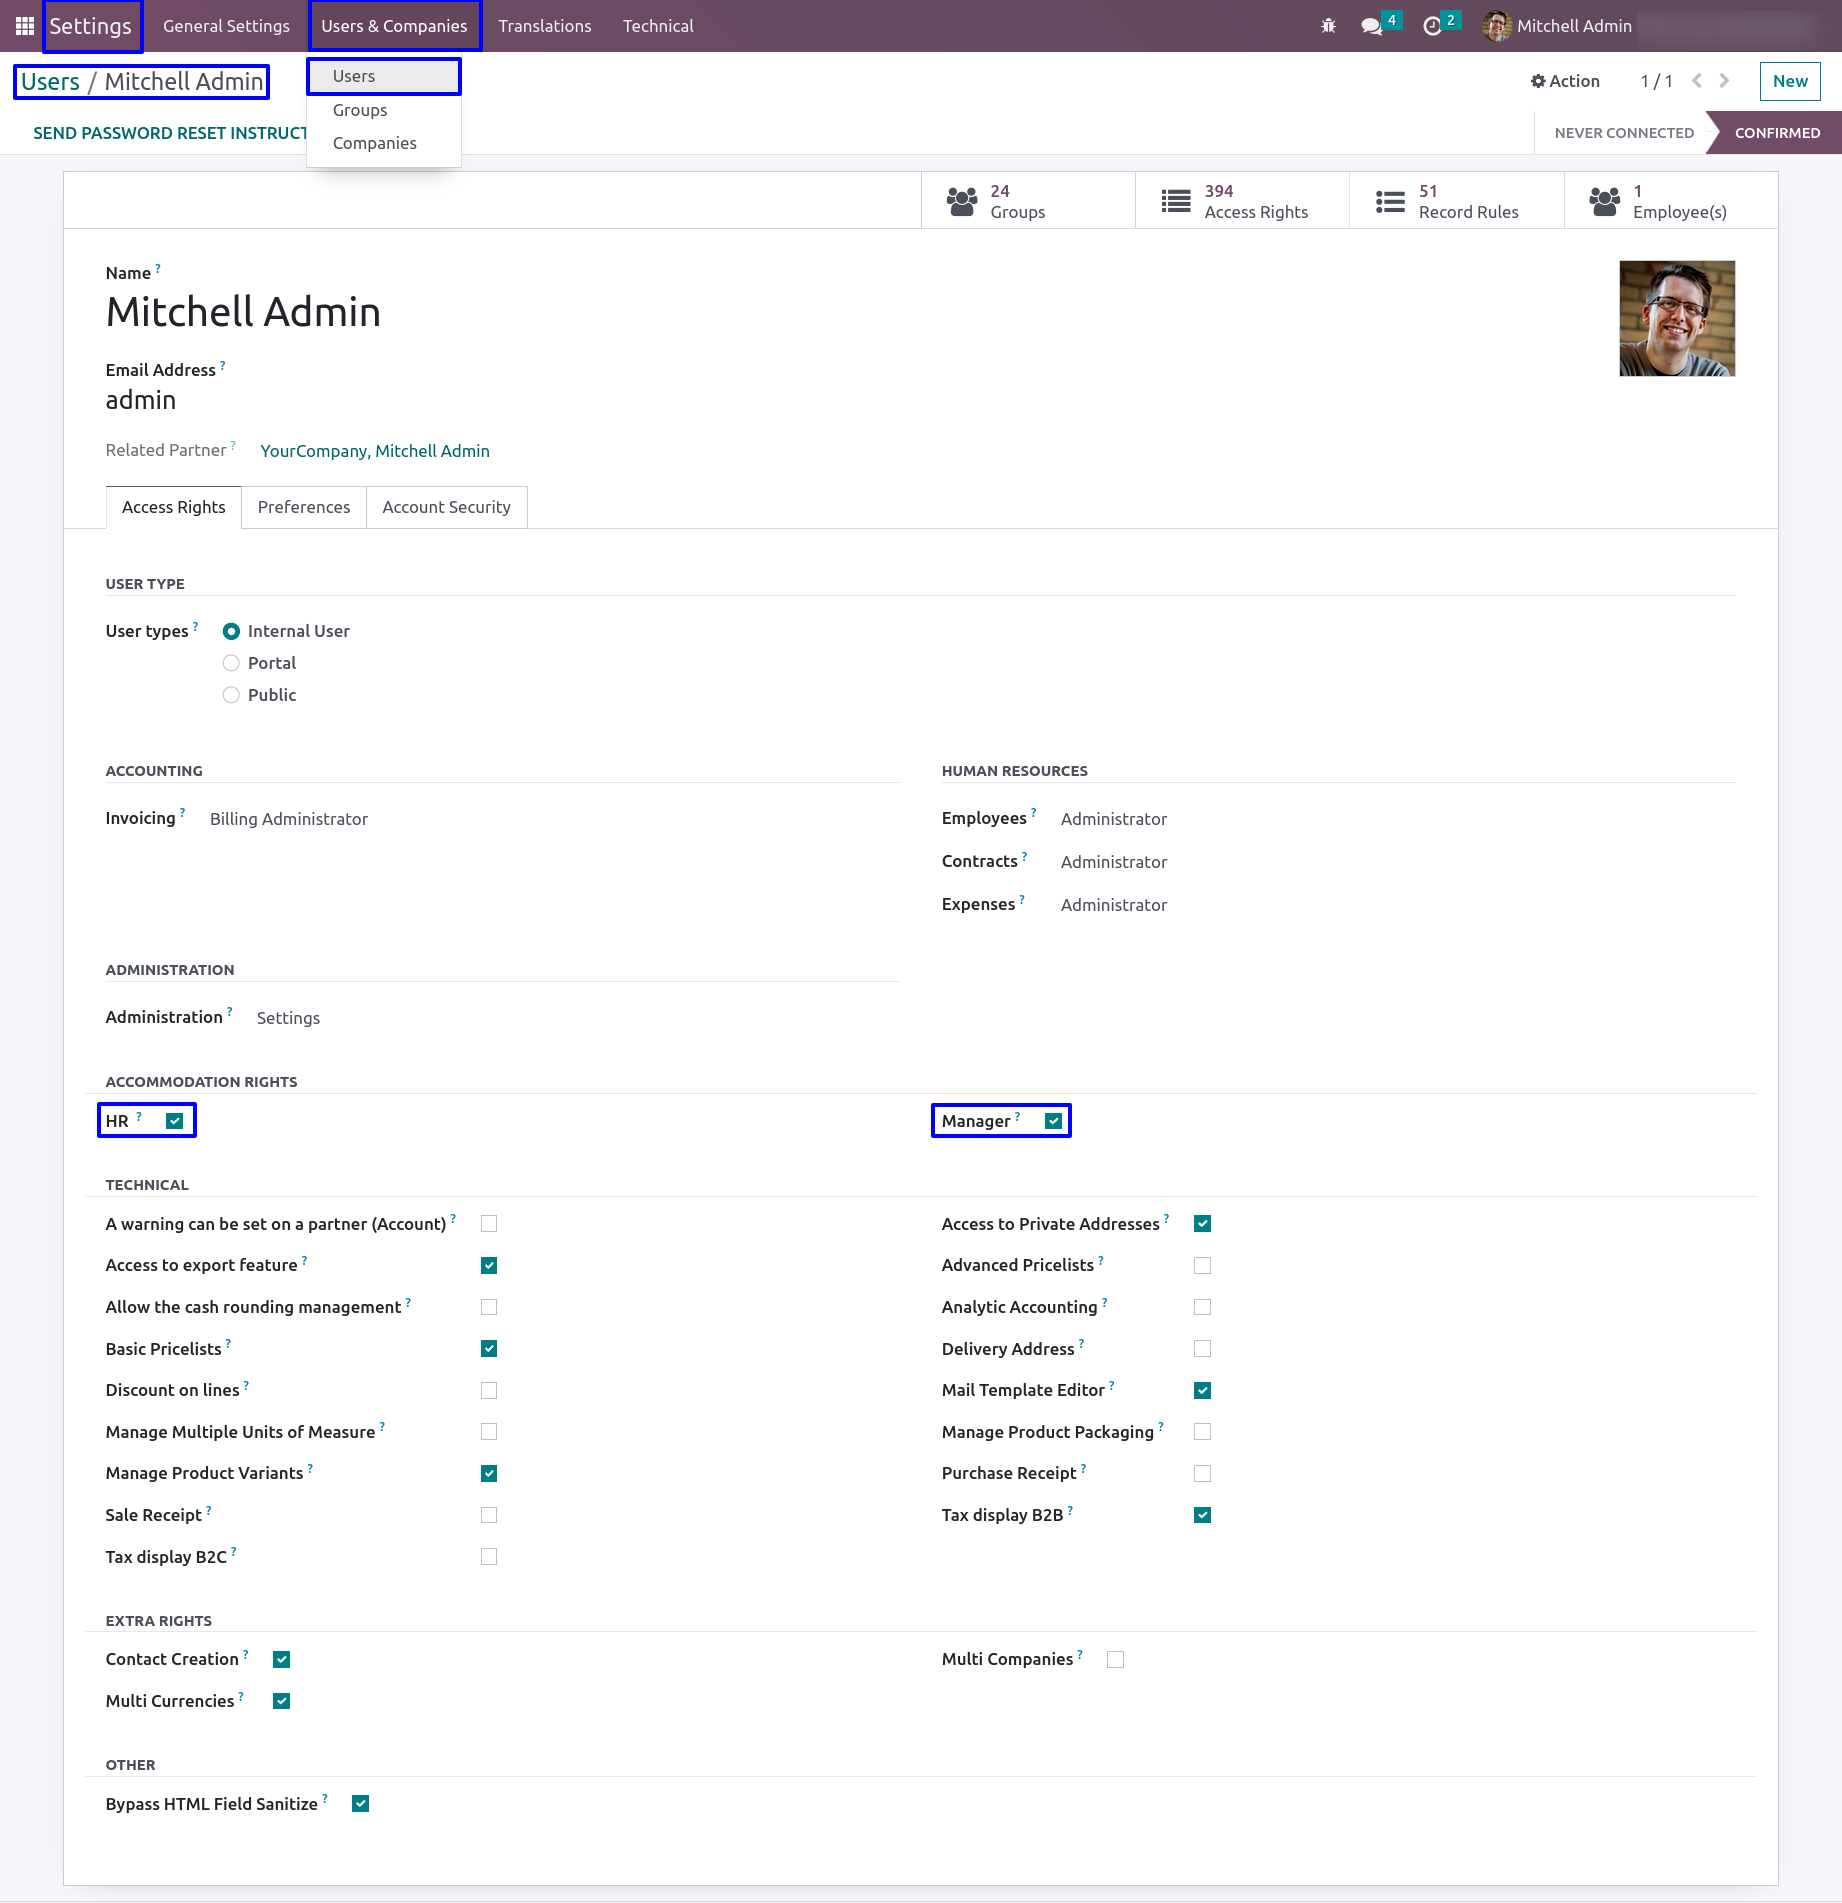 Settings General Settings Users & Companies Translations Technical 4 2 Mitchell Admin
Users / Mitchell Admin Users Action 1 / 1 New
Groups
SEND PASSWORD RESET INSTRUCT Companies NEVER CONNECTED CONFIRMED
24 Groups 394 Access Rights 51 Record Rules 1 Employee(s)
Name ?
Mitchell Admin
Email Address ?
admin
Related Partner ? YourCompany, Mitchell Admin
Access Rights Preferences Account Security
USER TYPE
User types ? Internal User
Portal
Public
ACCOUNTING HUMAN RESOURCES
Invoicing ? Billing Administrator Employees ? Administrator
Contracts ? Administrator
Expenses ? Administrator
ADMINISTRATION
Administration ? Settings
ACCOMMODATION RIGHTS
HR ? Manager ?
TECHNICAL
A warning can be set on a partner (Account) ? Access to Private Addresses ?
Access to export feature ? Advanced Pricelists ?
Allow the cash rounding management ? Analytic Accounting ?
Basic Pricelists ? Delivery Address ?
Discount on lines ? Mail Template Editor ?
Manage Multiple Units of Measure ? Manage Product Packaging ?
Manage Product Variants ? Purchase Receipt ?
Sale Receipt ? Tax display B2B ?
Tax display B2C ?
EXTRA RIGHTS
Contact Creation ? Multi Companies ?
Multi Currencies ?
OTHER
Bypass HTML Field Sanitize ?